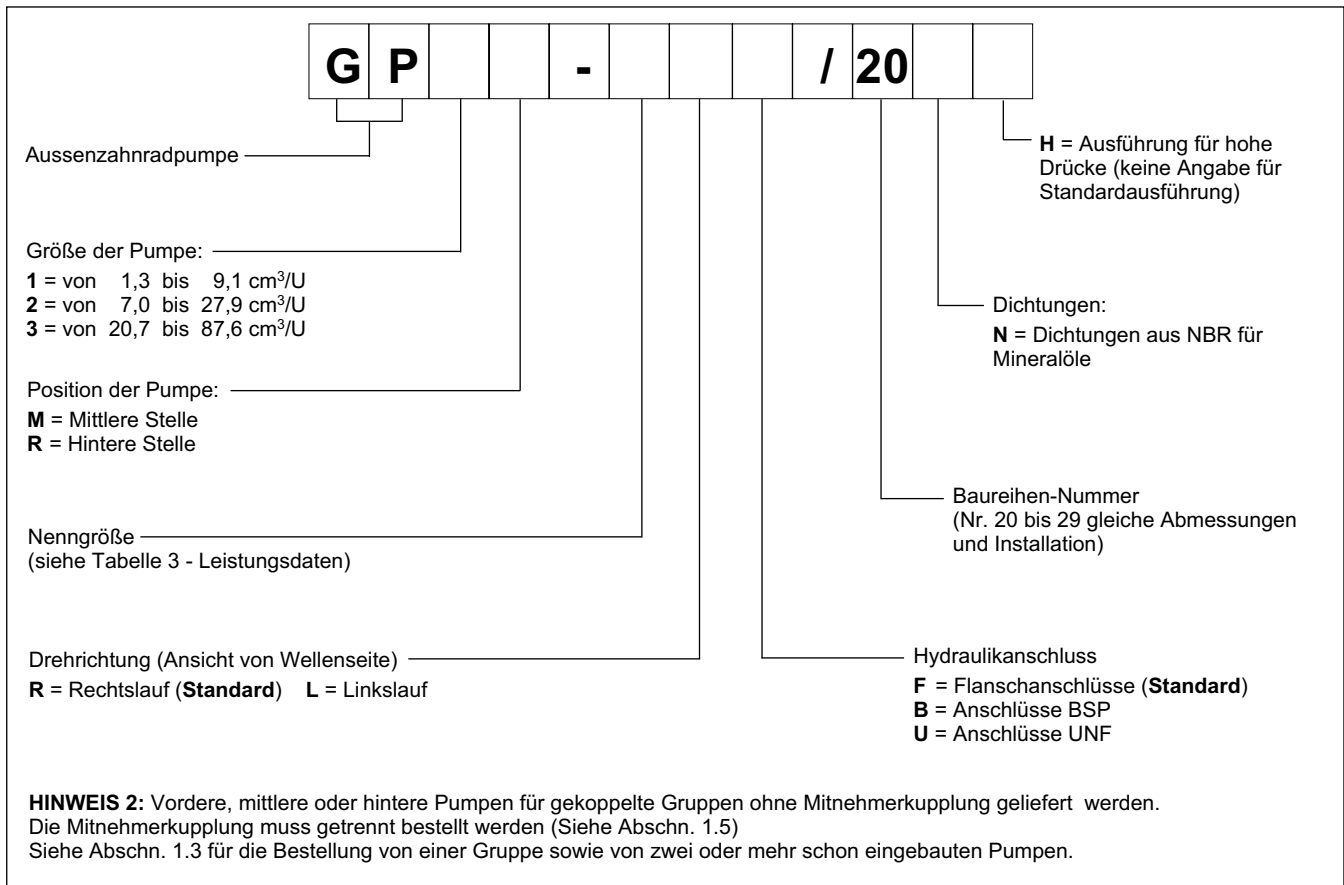 G P - / 20
Aussenzahnradpumpe
H = Ausführung für hohe
Drücke (keine Angabe für
Standardausführung)
Größe der Pumpe:
1 = von 1,3 bis 9,1 cm³/U
2 = von 7,0 bis 27,9 cm³/U
3 = von 20,7 bis 87,6 cm³/U
Dichtungen:
N = Dichtungen aus NBR für
Mineralöle
Position der Pumpe:
M = Mittlere Stelle
R = Hintere Stelle
Baureihen-Nummer
(Nr. 20 bis 29 gleiche Abmessungen
und Installation)
Nenngröße
(siehe Tabelle 3 - Leistungsdaten)
Drehrichtung (Ansicht von Wellenseite)
R = Rechtslauf (Standard) L = Linkslauf
Hydraulikanschluss
F = Flanschanschlüsse (Standard)
B = Anschlüsse BSP
U = Anschlüsse UNF
HINWEIS 2: Vordere, mittlere oder hintere Pumpen für gekoppelte Gruppen ohne Mitnehmerkupplung geliefert werden.
Die Mitnehmerkupplung muss getrennt bestellt werden (Siehe Abschn. 1.5)
Siehe Abschn. 1.3 für die Bestellung von einer Gruppe sowie von zwei oder mehr schon eingebauten Pumpen.